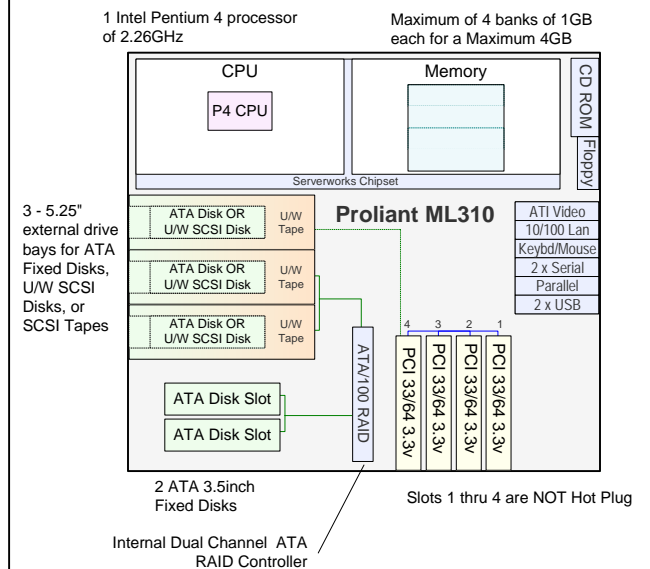 1 Intel Pentium 4 processor
of 2.26GHz
Maximum of 4 banks of 1GB
each for a Maximum 4GB
CPU
P4 CPU
Memory
CD ROM
Floppy
Serverworks Chipset
3 - 5.25"
external drive
bays for ATA
Fixed Disks,
U/W SCSI
Disks, or
SCSI Tapes
ATA Disk OR
U/W SCSI Disk
U/W
Tape
ATA Disk OR
U/W SCSI Disk
U/W
Tape
ATA Disk OR
U/W SCSI Disk
U/W
Tape
Proliant ML310
ATI Video
10/100 Lan
Keybd/Mouse
2 x Serial
Parallel
2 x USB
4 3 2 1
PCI 33/64 3.3v
PCI 33/64 3.3v
PCI 33/64 3.3v
PCI 33/64 3.3v
ATA/100 RAID
ATA Disk Slot
ATA Disk Slot
2 ATA 3.5inch
Fixed Disks
Slots 1 thru 4 are NOT Hot Plug
Internal Dual Channel ATA
RAID Controller